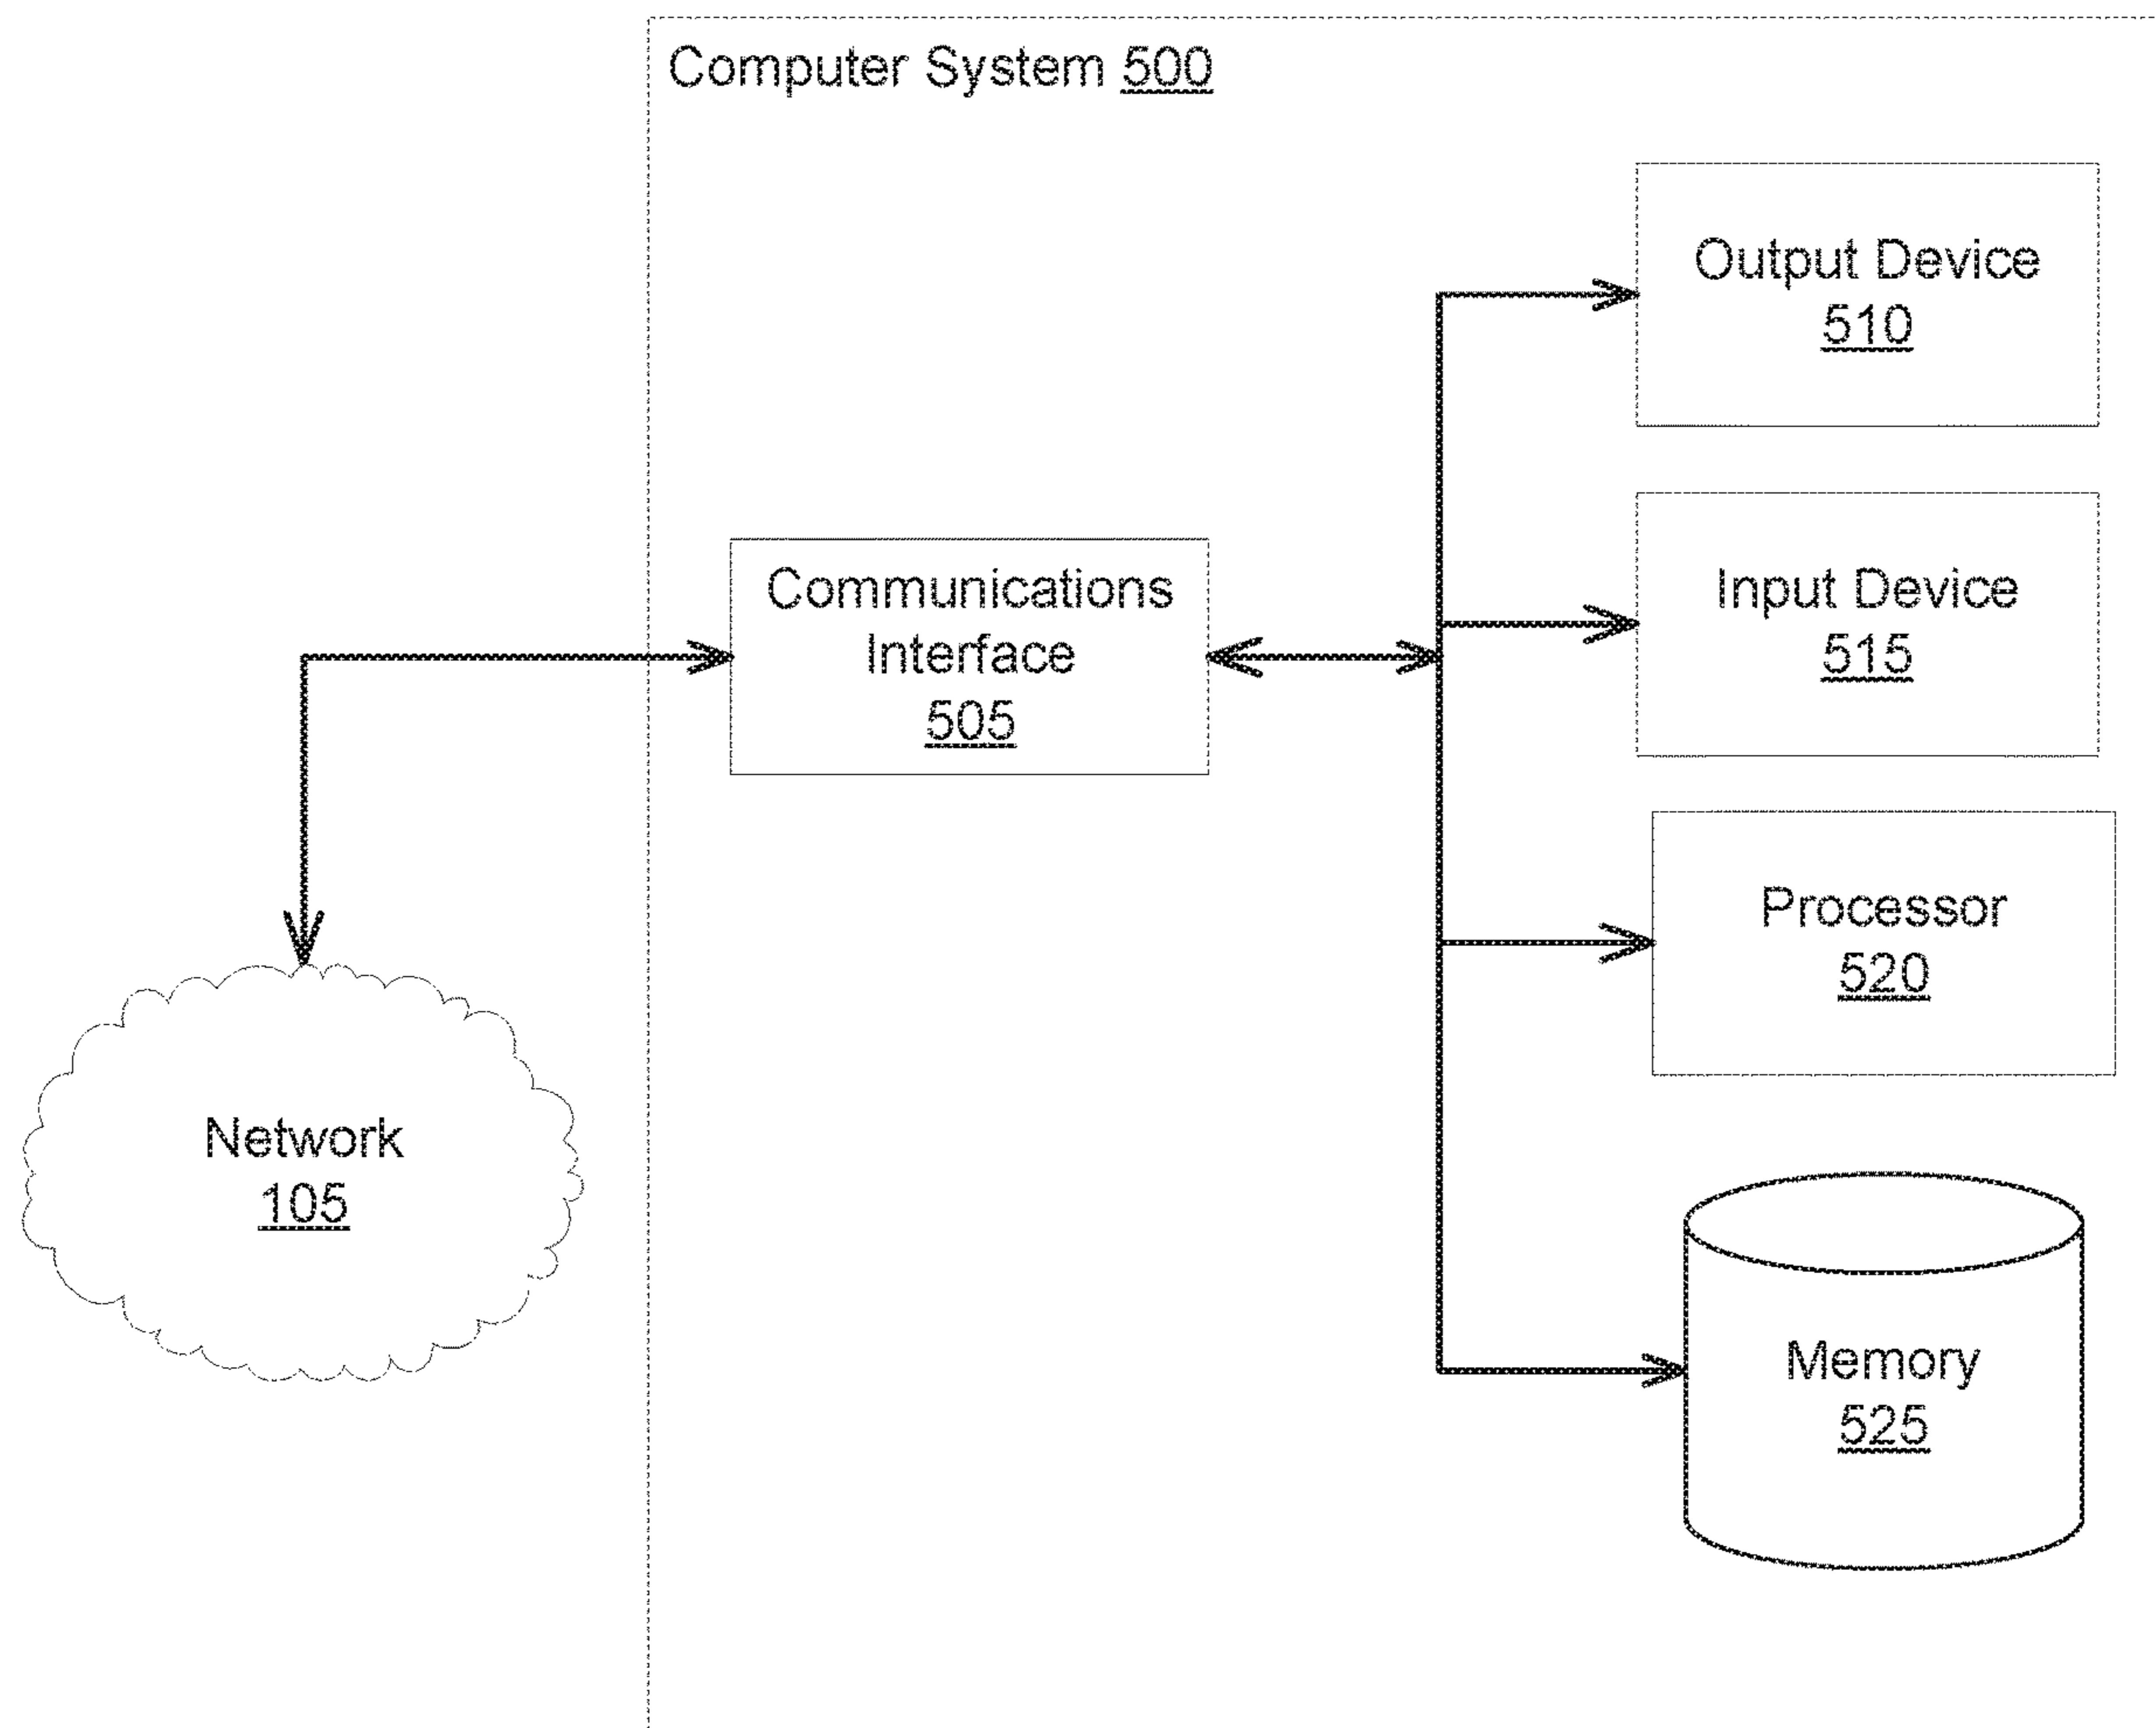 Computer System 500
Output Device
510
Input Device
515
Communications
Interface
505
Processor
520
Network
105
Memory
525